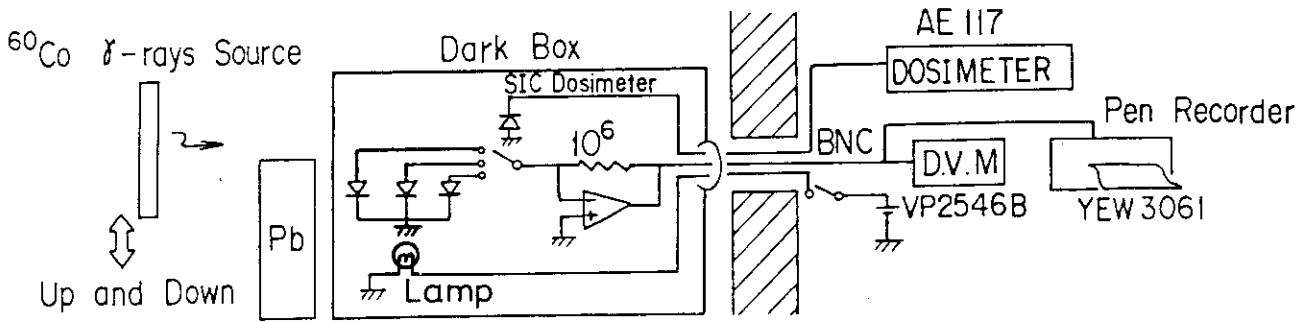 ⁶⁰Co γ-rays Source
Up and Down
Pb
Dark Box
SIC Dosimeter
10⁶
Lamp
BNC
AE 117
DOSIMETER
D.V.M
VP2546B
Pen Recorder
YEW 3061